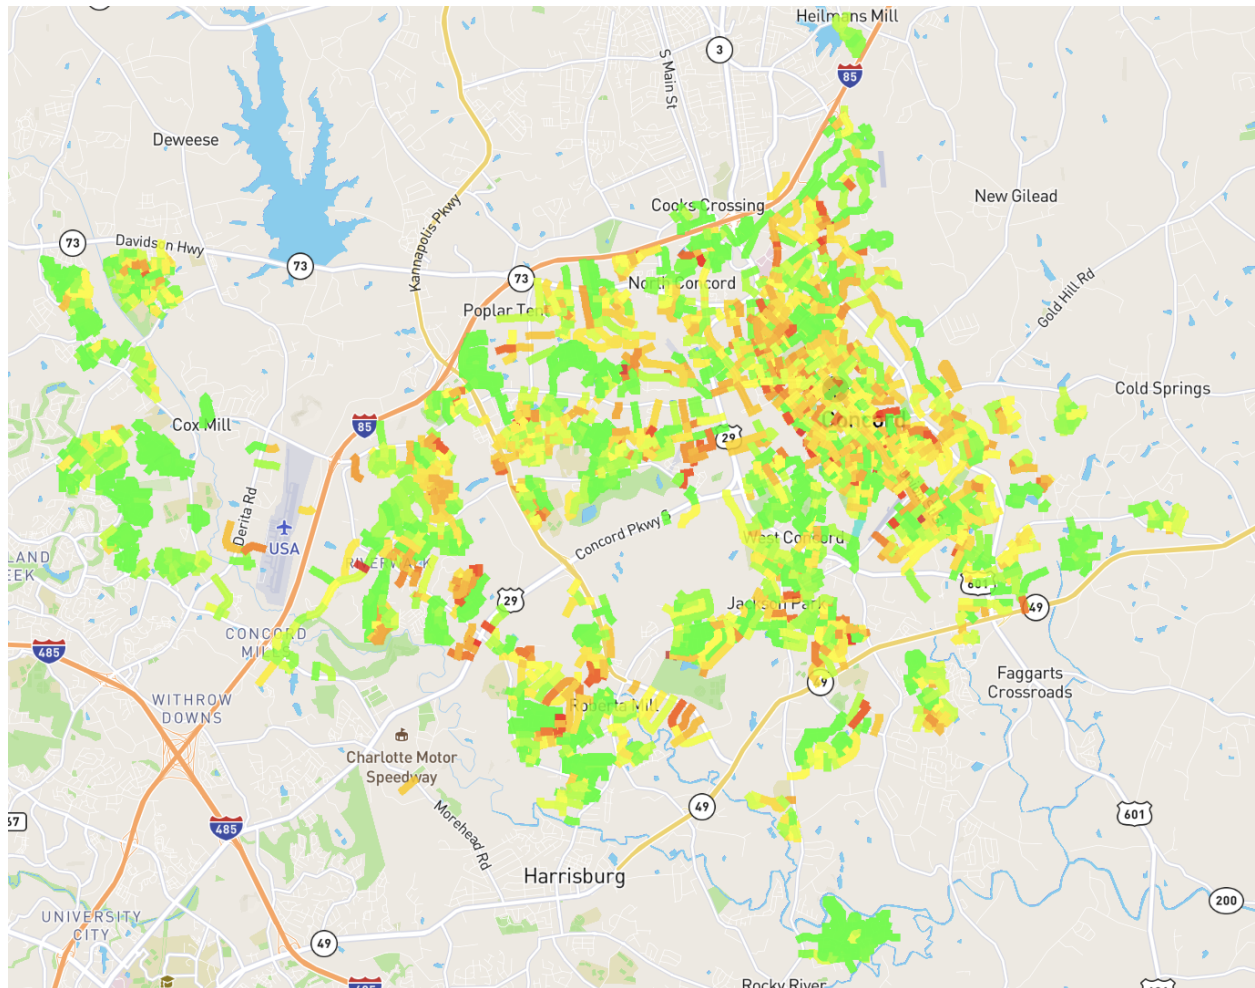 Heilmans Mill
3
S Main St
85
Deweese
Kannapolis Pkwy
New Gilead
Cooks Crossing
73
Davidson Hwy
73
73
North Concord
Gold Hill Rd
Poplar Tent
Cold Springs
Cox Mill
85
29
Concord
Derita Rd
USA
Concord Pkwy S
West Concord
RIVERWALK
601
29
Jackson Park
49
CONCORD
MILLS
485
Faggarts
Crossroads
49
WITHROW
DOWNS
Roberta Mill
Charlotte Motor
Speedway
49
601
485
Morehead Rd
Harrisburg
200
UNIVERSITY
CITY
49
485
Rocky River